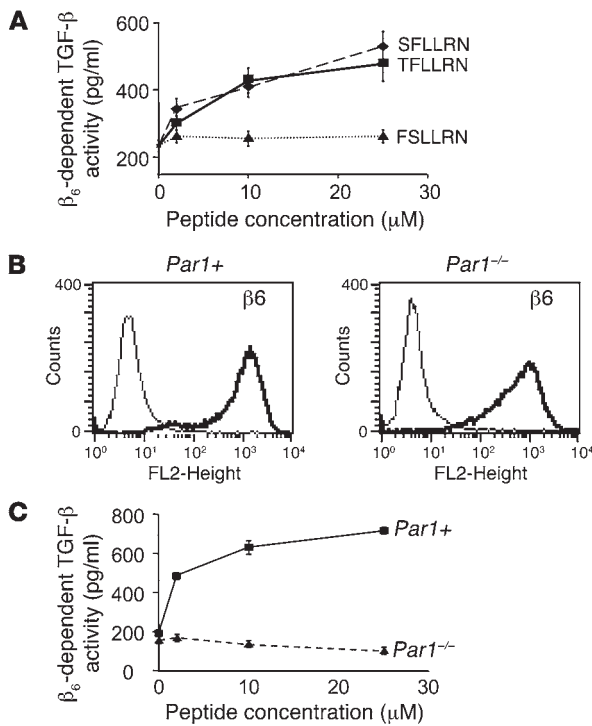 A
β6-dependent TGF-β
activity (pg/ml)
600
400
200
SFLLRN
TFLLRN
FSLLRN
0 10 20 30
Peptide concentration (μM)
B
Par1+
Par1–/–
400
Counts
0
β6
10⁰ 10¹ 10² 10³ 10⁴
FL2-Height
400
Counts
0
β6
10⁰ 10¹ 10² 10³ 10⁴
FL2-Height
C
β6-dependent TGF-β
activity (pg/ml)
800
600
400
200
0
Par1+
Par1–/–
0 10 20 30
Peptide concentration (μM)